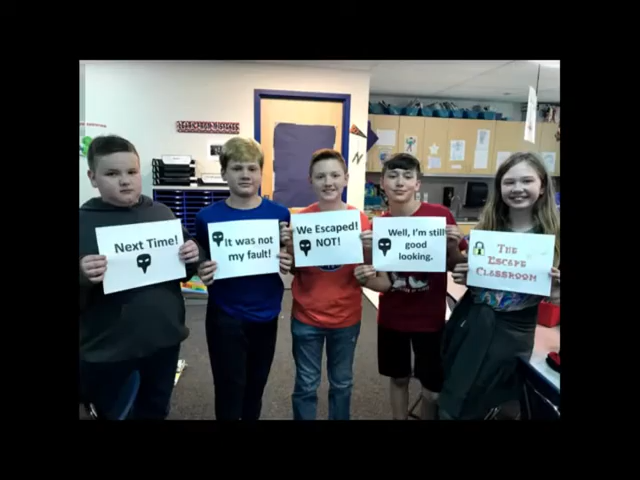 Next Time!
It was not
my fault!
We Escaped!
NOT!
Well, I'm still
good
looking.
The
Escape
Classroom